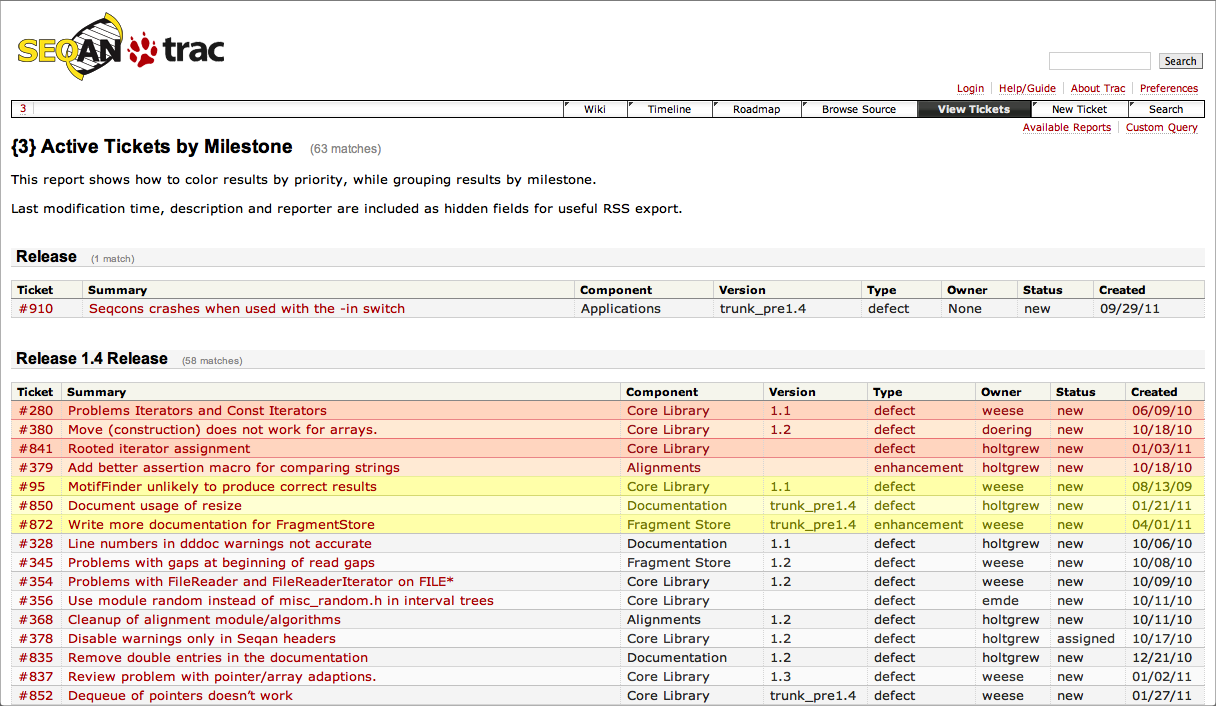 SEQAN trac
Search
Login Help/Guide About Trac Preferences
3 Wiki Timeline Roadmap Browse Source View Tickets New Ticket Search
Available Reports Custom Query
{3} Active Tickets by Milestone (63 matches)
This report shows how to color results by priority, while grouping results by milestone.
Last modification time, description and reporter are included as hidden fields for useful RSS export.
Release (1 match)
Ticket Summary Component Version Type Owner Status Created
#910 Seqcons crashes when used with the -in switch Applications trunk_pre1.4 defect None new 09/29/11
Release 1.4 Release (58 matches)
Ticket Summary Component Version Type Owner Status Created
#280 Problems Iterators and Const Iterators Core Library 1.1 defect weese new 06/09/10
#380 Move (construction) does not work for arrays. Core Library 1.2 defect doering new 10/18/10
#841 Rooted iterator assignment Core Library defect holtgrew new 01/03/11
#379 Add better assertion macro for comparing strings Alignments enhancement holtgrew new 10/18/10
#95 MotifFinder unlikely to produce correct results Core Library 1.1 defect weese new 08/13/09
#850 Document usage of resize Documentation trunk_pre1.4 defect holtgrew new 01/21/11
#872 Write more documentation for FragmentStore Fragment Store trunk_pre1.4 enhancement weese new 04/01/11
#328 Line numbers in dddoc warnings not accurate Documentation 1.1 defect holtgrew new 10/06/10
#345 Problems with gaps at beginning of read gaps Fragment Store 1.2 defect weese new 10/08/10
#354 Problems with FileReader and FileReaderIterator on FILE* Core Library 1.2 defect weese new 10/09/10
#356 Use module random instead of misc_random.h in interval trees Core Library defect emde new 10/11/10
#368 Cleanup of alignment module/algorithms Alignments 1.2 defect holtgrew new 10/11/10
#378 Disable warnings only in Seqan headers Core Library 1.2 defect holtgrew assigned 10/17/10
#835 Remove double entries in the documentation Documentation 1.2 defect holtgrew new 12/21/10
#837 Review problem with pointer/array adaptions. Core Library 1.3 defect weese new 01/02/11
#852 Dequeue of pointers doesn't work Core Library trunk_pre1.4 defect weese new 01/27/11